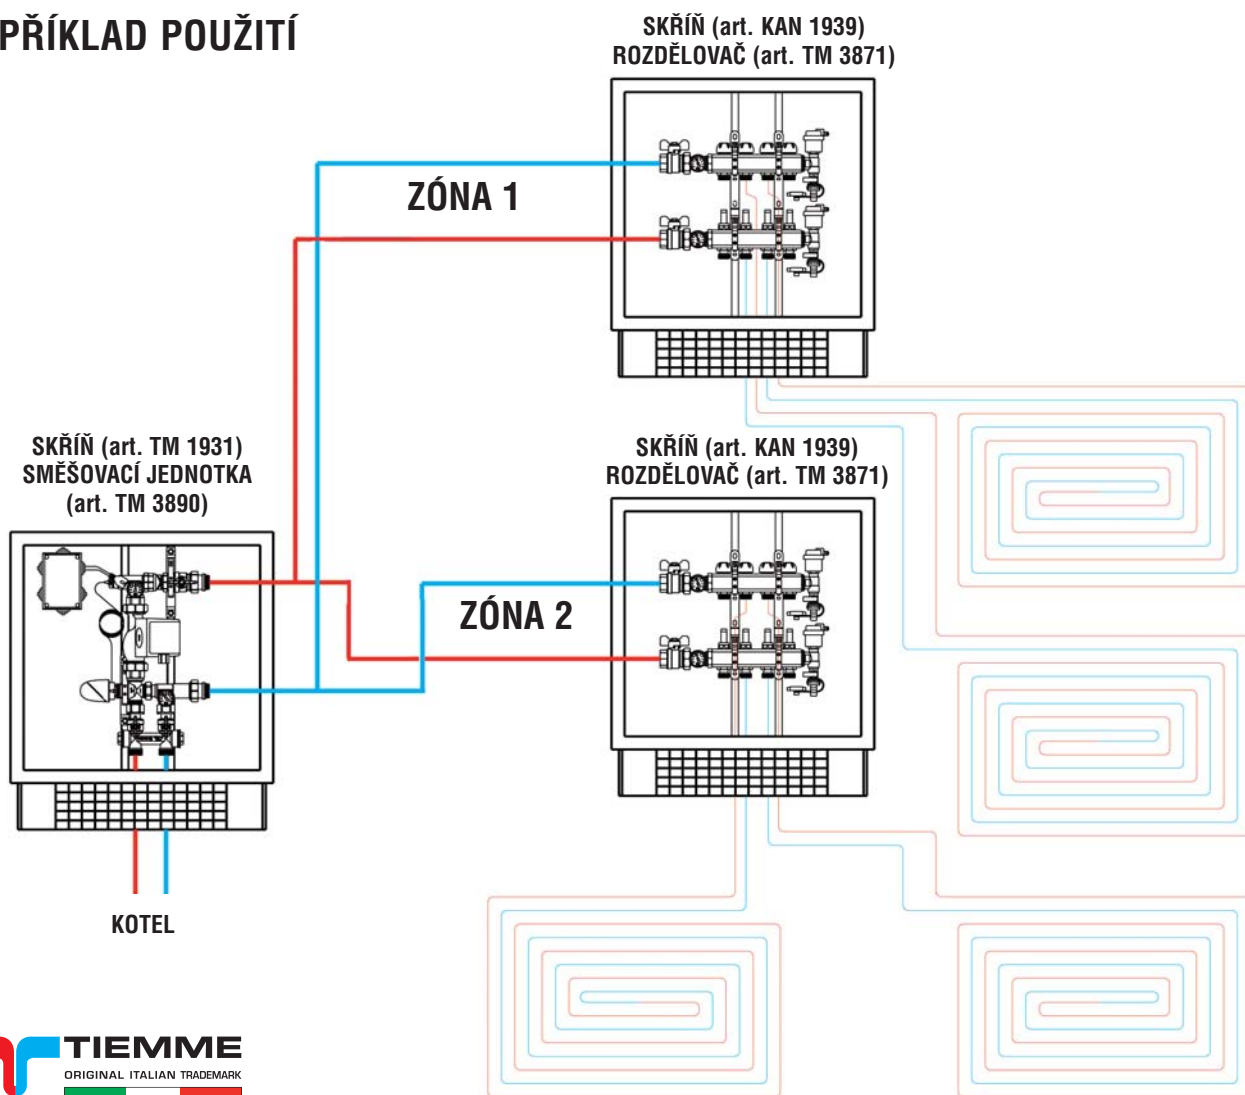 PŘÍKLAD POUŽITÍ
SKŘÍŇ (art. KAN 1939)
ROZDĚLOVAČ (art. TM 3871)
ZÓNA 1
SKŘÍŇ (art. TM 1931)
SMĚŠOVACÍ JEDNOTKA
(art. TM 3890)
SKŘÍŇ (art. KAN 1939)
ROZDĚLOVAČ (art. TM 3871)
ZÓNA 2
KOTEL
TIEMME
ORIGINAL ITALIAN TRADEMARK